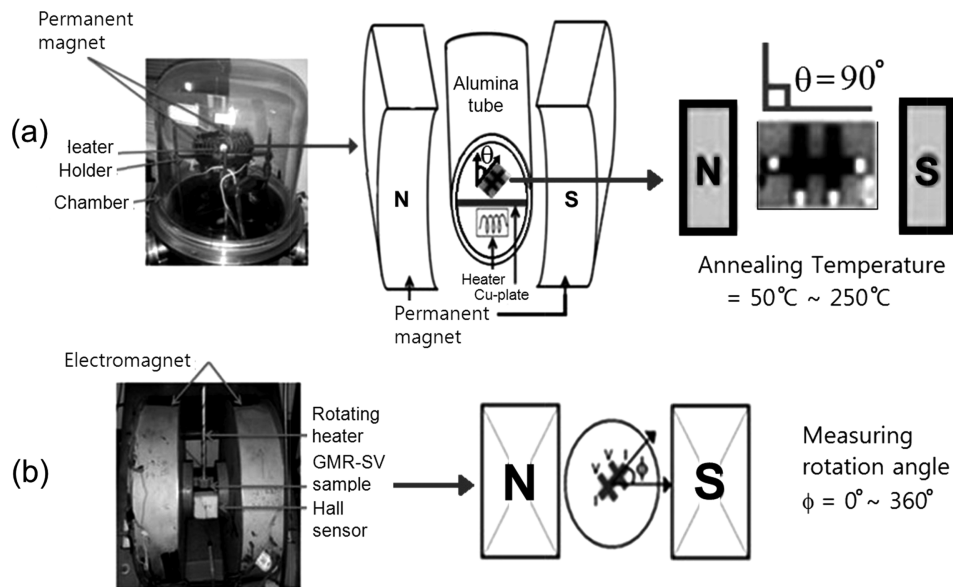 (a)
Permanent
magnet
Heater
Holder
Chamber
Alumina
tube
θ
N
S
Heater
Cu-plate
Permanent
magnet
θ = 90°
N
S
Annealing Temperature
= 50℃ ~ 250℃
(b)
Electromagnet
Rotating
heater
GMR-SV
sample
Hall
sensor
N
V
V
I
I
ϕ
S
Measuring
rotation angle
ϕ = 0° ~ 360°